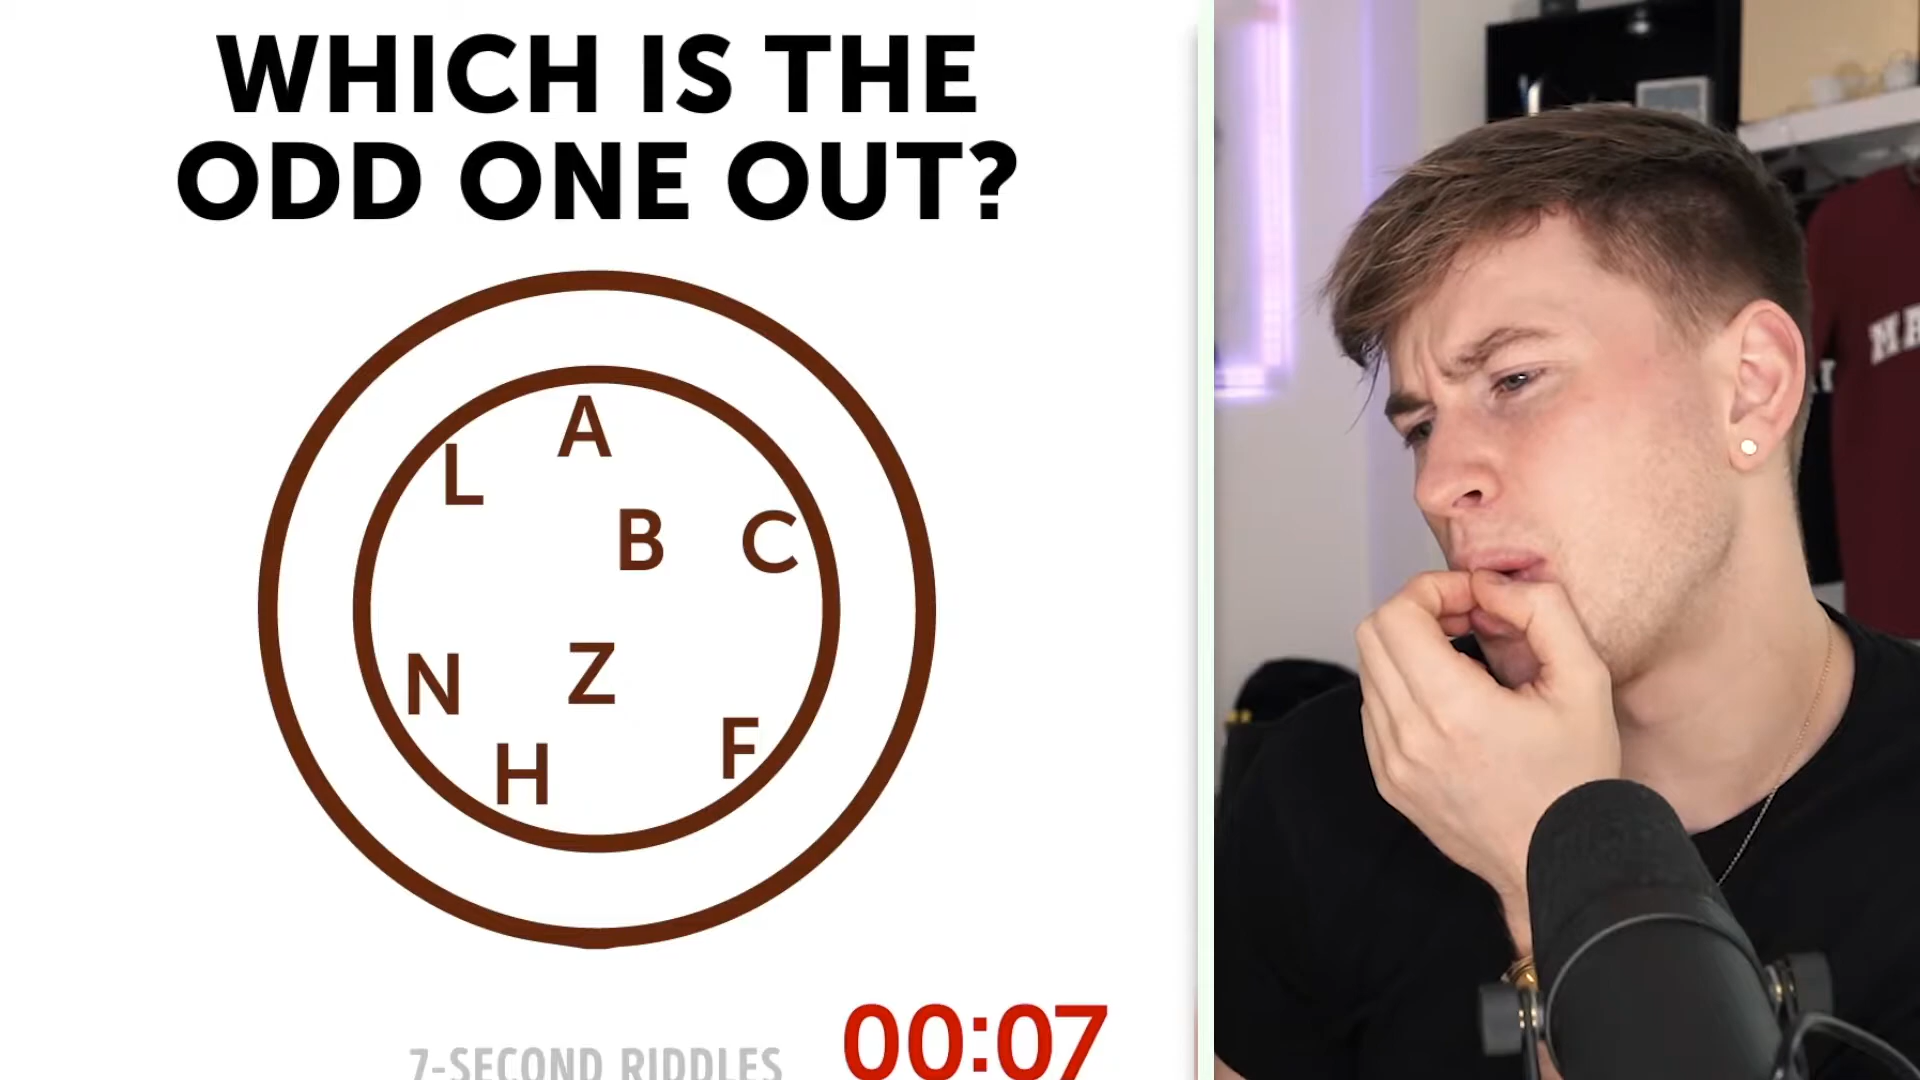 WHICH IS THE
ODD ONE OUT?
A
L
B C
N Z
H F
00:07
7-SECOND RIDDLES